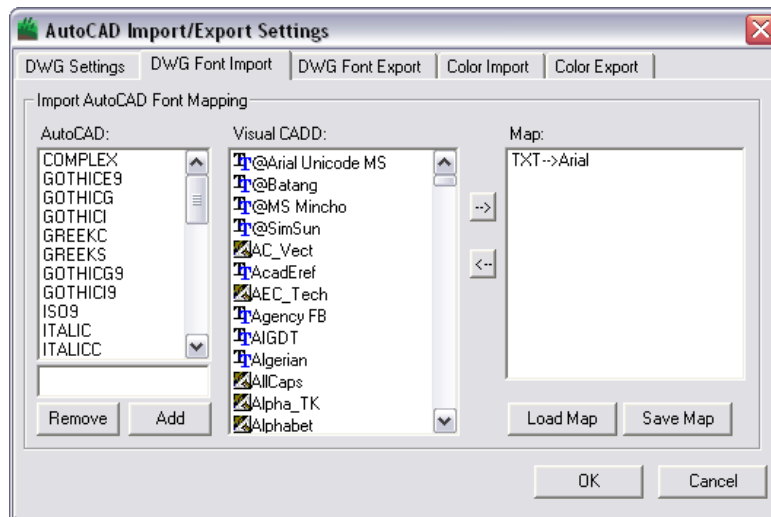 AutoCAD Import/Export Settings
DWG Settings
DWG Font Import
DWG Font Export
Color Import
Color Export
Import AutoCAD Font Mapping
AutoCAD:
COMPLEX
GOTHICE9
GOTHICG
GOTHICI
GREEKC
GREEKS
GOTHICG9
GOTHICI9
ISO9
ITALIC
ITALICC
Remove
Add
Visual CADD:
@Arial Unicode MS
@Batang
@MS Mincho
@SimSun
AC_Vect
AcadEref
AEC_Tech
Agency FB
AIGDT
Algerian
AllCaps
Alpha_TK
Alphabet
-->
<--
Map:
TXT-->Arial
Load Map
Save Map
OK
Cancel